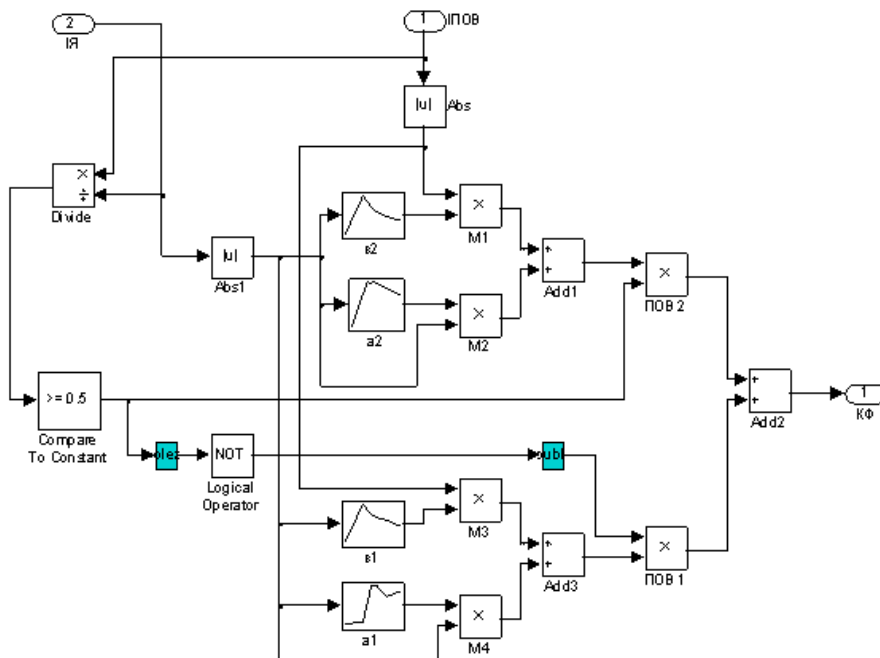 2
IЯ
1
IПОВ
|u|
Abs
×
÷
Divide
|u|
Abs1
в2
×
M1
a2
×
M2
+
+
Add1
×
ПОВ 2
>= 0.5
Compare
To Constant
NOT
Logical
Operator
+
+
Add2
1
КФ
в1
×
M3
a1
×
M4
+
+
Add3
×
ПОВ 1